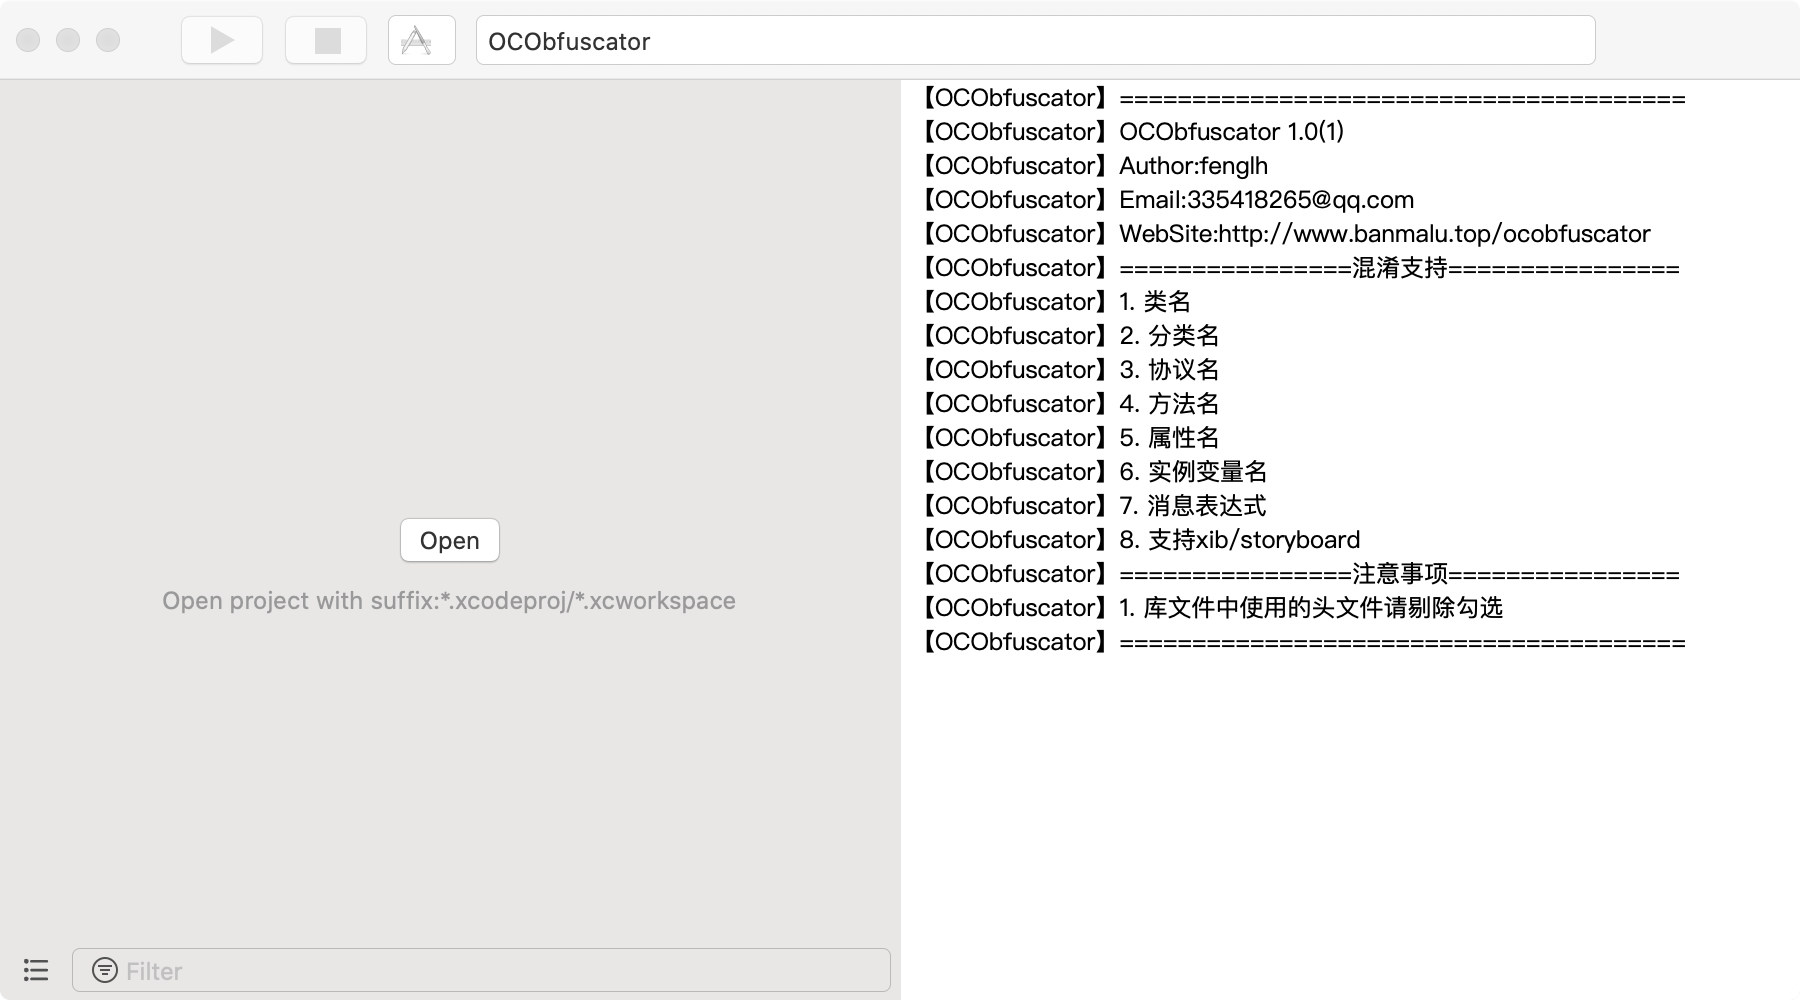 OCObfuscator
Open
Open project with suffix:*.xcodeproj/*.xcworkspace
Filter
【OCObfuscator】=======================================
【OCObfuscator】OCObfuscator 1.0(1)
【OCObfuscator】Author:fenglh
【OCObfuscator】Email:335418265@qq.com
【OCObfuscator】WebSite:http://www.banmalu.top/ocobfuscator
【OCObfuscator】================混淆支持================
【OCObfuscator】1. 类名
【OCObfuscator】2. 分类名
【OCObfuscator】3. 协议名
【OCObfuscator】4. 方法名
【OCObfuscator】5. 属性名
【OCObfuscator】6. 实例变量名
【OCObfuscator】7. 消息表达式
【OCObfuscator】8. 支持xib/storyboard
【OCObfuscator】================注意事项================
【OCObfuscator】1. 库文件中使用的头文件请剔除勾选
【OCObfuscator】=======================================